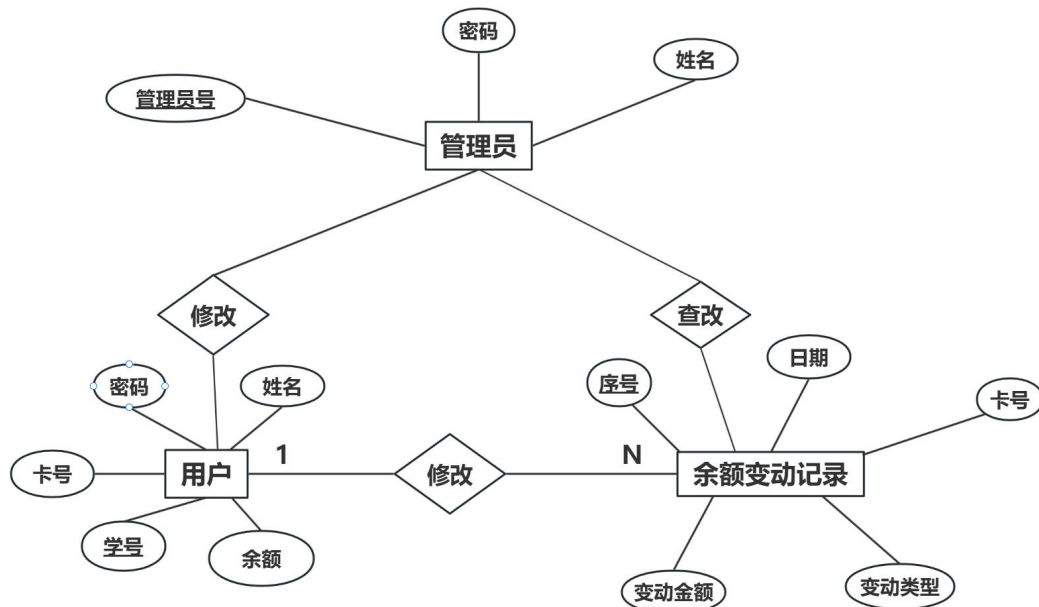 密码
姓名
管理员号
管理员
修改
查改
日期
密码
姓名
序号
卡号
卡号
用户
1
修改
N
余额变动记录
学号
余额
变动金额
变动类型